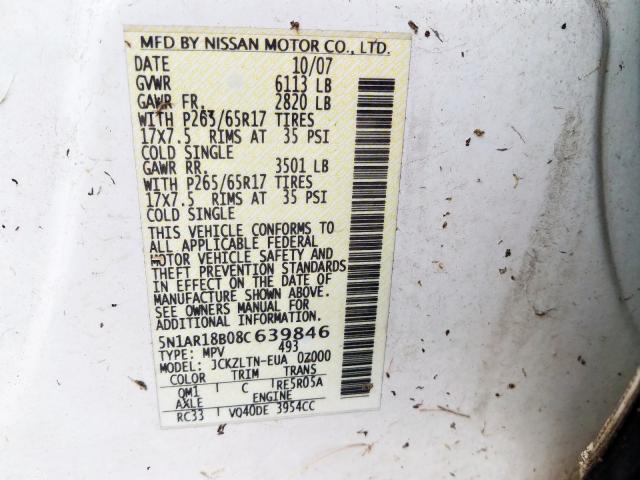 MFD BY NISSAN MOTOR CO., LTD.
DATE 10/07
GVWR 6113 LB
GAWR FR. 2820 LB
WITH P265/65R17 TIRES
17X7.5 RIMS AT 35 PSI
COLD SINGLE
GAWR RR. 3501 LB
WITH P265/65R17 TIRES
17X7.5 RIMS AT 35 PSI
COLD SINGLE
THIS VEHICLE CONFORMS TO
ALL APPLICABLE FEDERAL
MOTOR VEHICLE SAFETY AND
THEFT PREVENTION STANDARDS
IN EFFECT ON THE DATE OF
MANUFACTURE SHOWN ABOVE.
SEE OWNERS MANUAL FOR
ADDITIONAL INFORMATION.
5N1AR18B08C639846
TYPE: MPV 493
MODEL: JCKZLTN-EUA 0Z000
COLOR TRIM TRANS
QM1 C RE5R05A
AXLE ENGINE
RC33 VQ40DE 3954CC